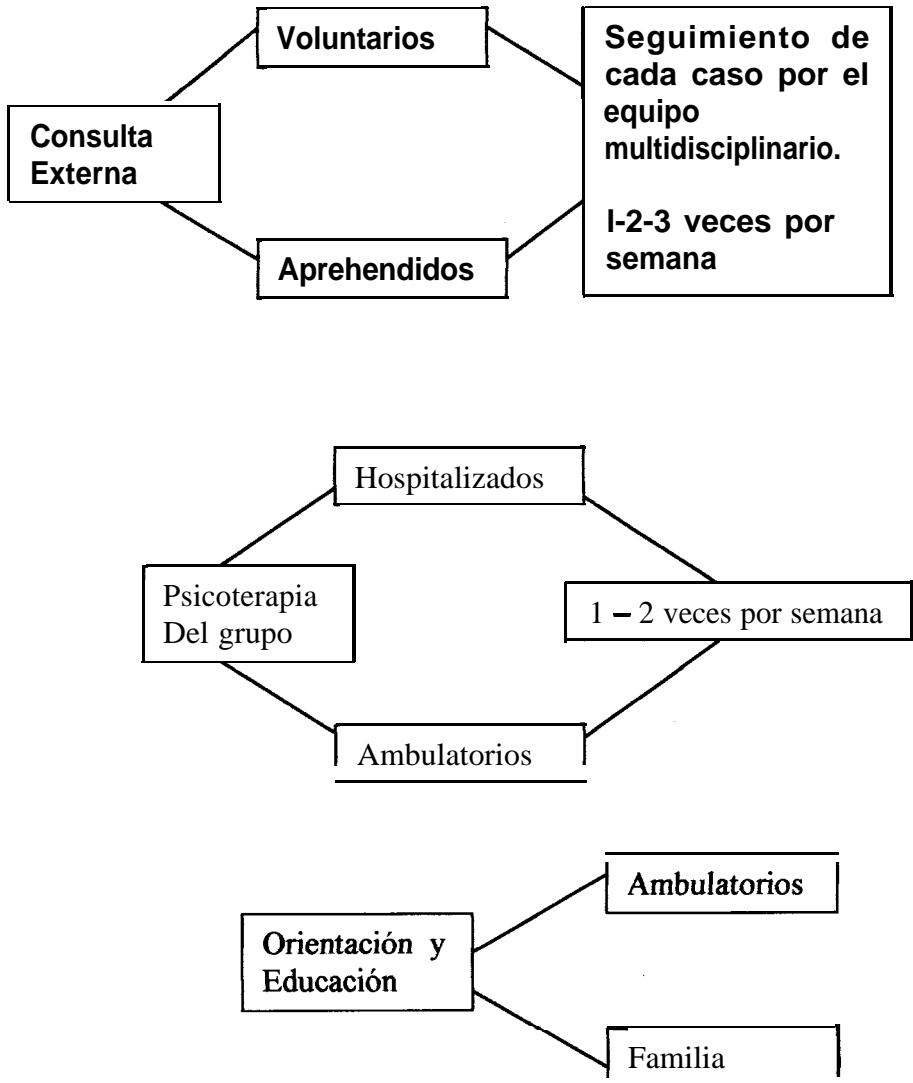 Voluntarios
Seguimiento de
cada caso por el
equipo
multidisciplinario.
I-2-3 veces por
semana
Consulta
Externa
Aprehendidos
Hospitalizados
Psicoterapia
Del grupo
1 – 2 veces por semana
Ambulatorios
Ambulatorios
Orientación y
Educación
Familia